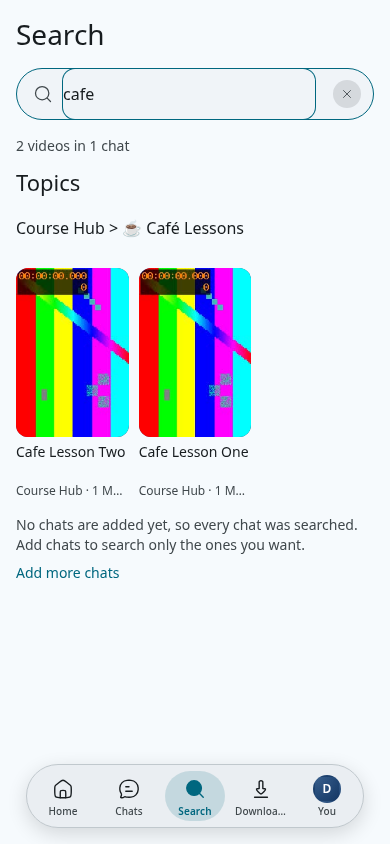 Search
cafe
2 videos in 1 chat
Topics
Course Hub > ☕ Café Lessons
00:00:00.000
0
00:00:00.000
0
Cafe Lesson Two
Cafe Lesson One
Course Hub · 1 M...
Course Hub · 1 M...
No chats are added yet, so every chat was searched.
Add chats to search only the ones you want.
Add more chats
D
Home
Chats
Search
Downloa...
You